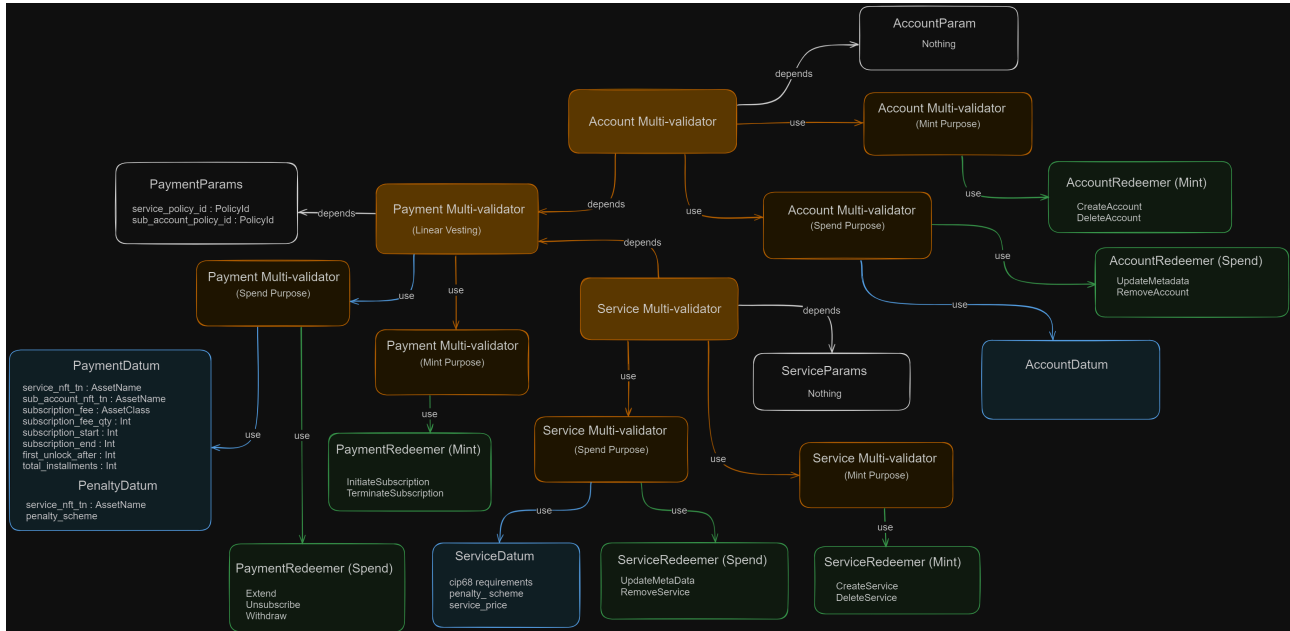 AccountParam
Nothing
depends
Account Multi-validator
use
Account Multi-validator
(Mint Purpose)
PaymentParams
service_policy_id : PolicyId
sub_account_policy_id : PolicyId
depends
Payment Multi-validator
(Linear Vesting)
depends
use
Account Multi-validator
(Spend Purpose)
use
AccountRedeemer (Mint)
CreateAccount
DeleteAccount
depends
use
AccountRedeemer (Spend)
UpdateMetadata
RemoveAccount
Payment Multi-validator
(Spend Purpose)
use
use
Service Multi-validator
depends
use
Payment Multi-validator
(Mint Purpose)
AccountDatum
ServiceParams
Nothing
PaymentDatum
service_nft_tn : AssetName
sub_account_nft_tn : AssetName
subscription_fee : AssetClass
subscription_fee_qty : Int
subscription_start : Int
subscription_end : Int
first_unlock_after : Int
total_installments : Int
PenaltyDatum
service_nft_tn : AssetName
penalty_scheme
use
use
use
use
PaymentRedeemer (Mint)
InitiateSubscription
TerminateSubscription
Service Multi-validator
(Spend Purpose)
use
Service Multi-validator
(Mint Purpose)
use
use
use
PaymentRedeemer (Spend)
Extend
Unsubscribe
Withdraw
ServiceDatum
cip68 requirements
penalty_ scheme
service_price
ServiceRedeemer (Spend)
UpdateMetaData
RemoveService
ServiceRedeemer (Mint)
CreateService
DeleteService